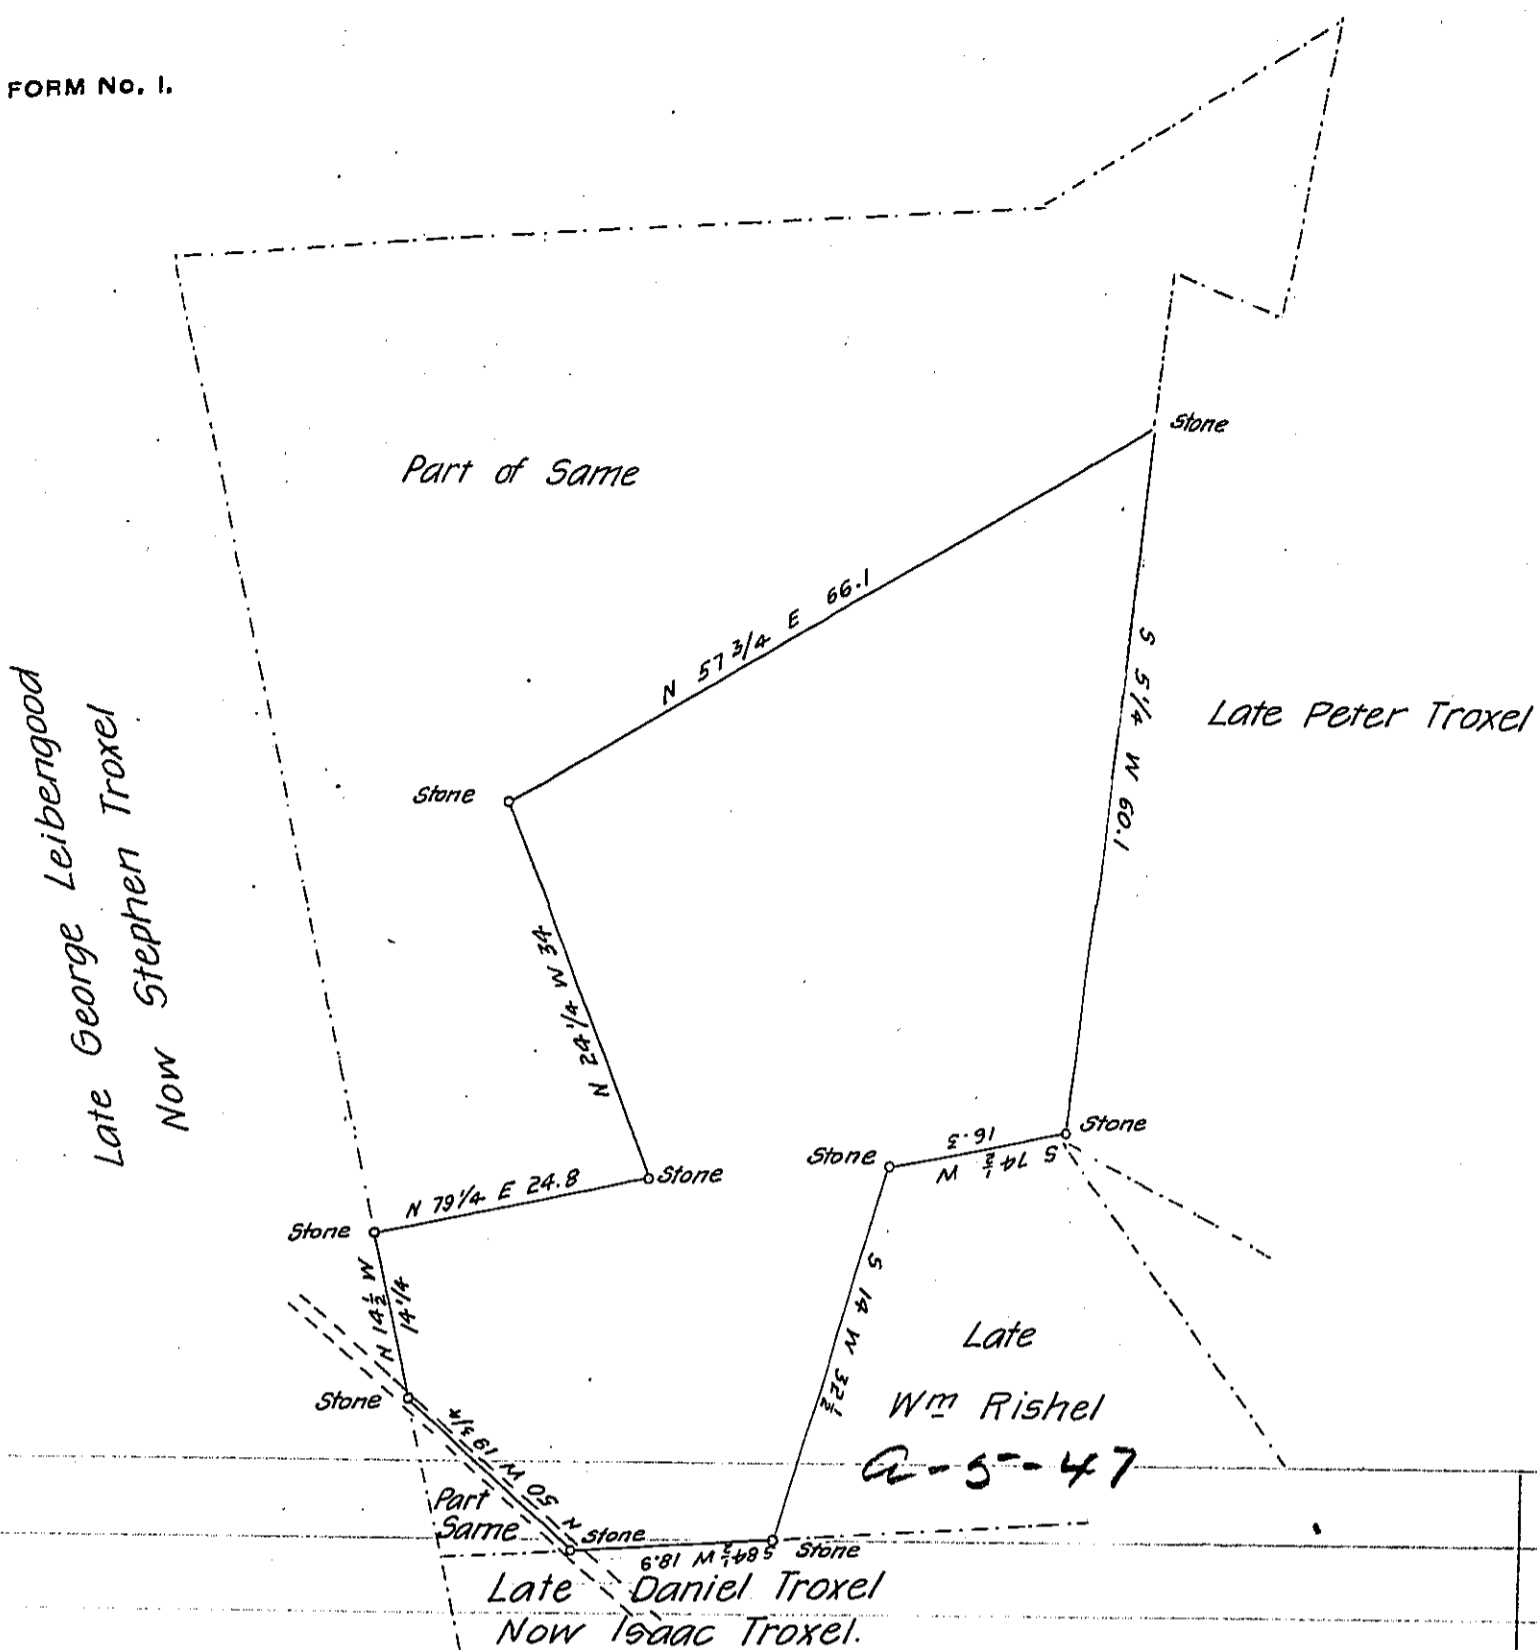 FORM No. 1.
Stone
Part of Same
N 57 3/4 E 66.1
S 5 1/4 W 60.1
Late Peter Troxel
Late George Leibengood
Now Stephen Troxel
Stone
N 24 1/4 W 34
Stone
Stone
S 74 1/2 W
16.3
Stone
N 79 1/4 E 24.8
Stone
N 14 1/2 W
14 1/4
S 14 W 32 1/2
Late
Wm Rishel
a-5-47
Stone
N 50 W 19 3/4
Part
Same
Stone
S 84 1/2 W 18.9
Stone
Late Daniel Troxel
Now Isaac Troxel.